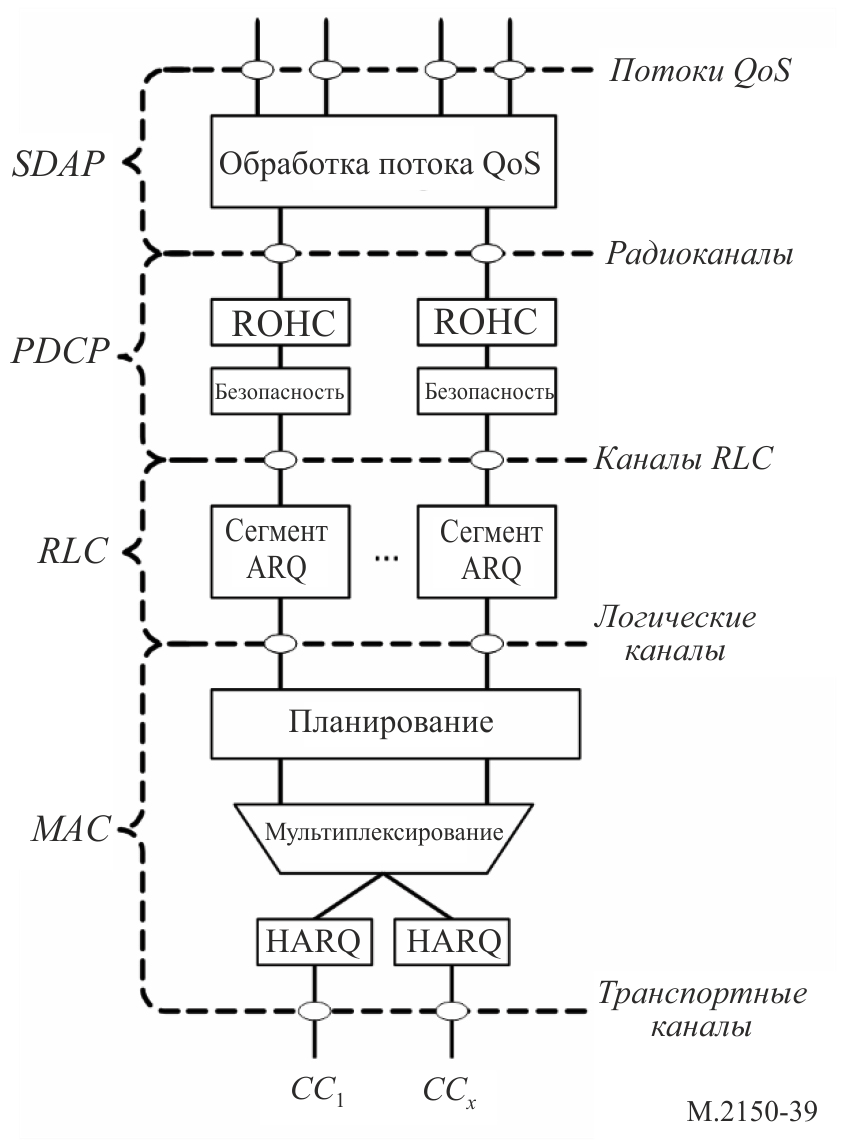 Потоки QoS
SDAP
Обработка потока QoS
Радиоканалы
ROHC
ROHC
PDCP
Безопасность
Безопасность
Каналы RLC
RLC
Сегмент
ARQ
...
Сегмент
ARQ
Логические
каналы
Планирование
MAC
Мультиплексирование
HARQ
HARQ
Транспортные
каналы
CC1
CCx
M.2150-39